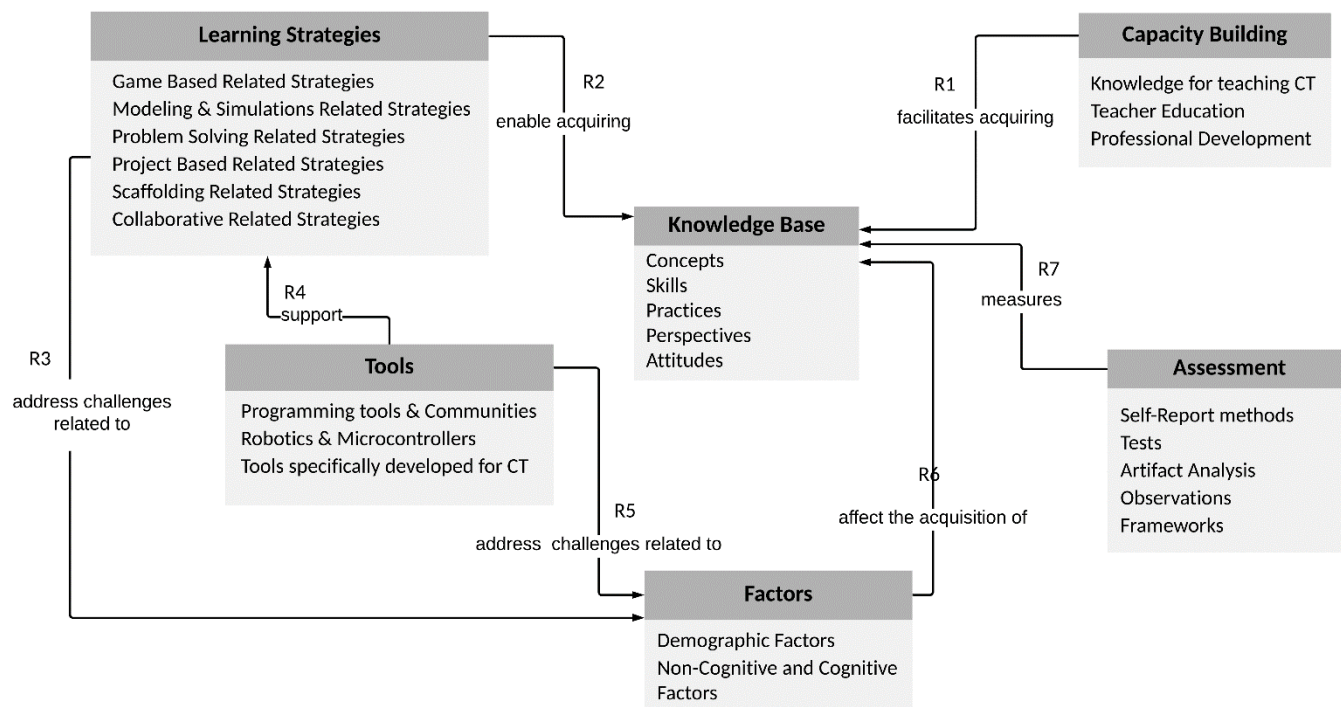 Learning Strategies
Game Based Related Strategies
Modeling & Simulations Related Strategies
Problem Solving Related Strategies
Project Based Related Strategies
Scaffolding Related Strategies
Collaborative Related Strategies
R2
enable acquiring
R1
facilitates acquiring
Capacity Building
Knowledge for teaching CT
Teacher Education
Professional Development
Knowledge Base
Concepts
Skills
Practices
Perspectives
Attitudes
R7
measures
R4
support
R3
address challenges
related to
Tools
Programming tools & Communities
Robotics & Microcontrollers
Tools specifically developed for CT
Assessment
Self-Report methods
Tests
Artifact Analysis
Observations
Frameworks
R5
address challenges related to
R6
affect the acquisition of
Factors
Demographic Factors
Non-Cognitive and Cognitive
Factors